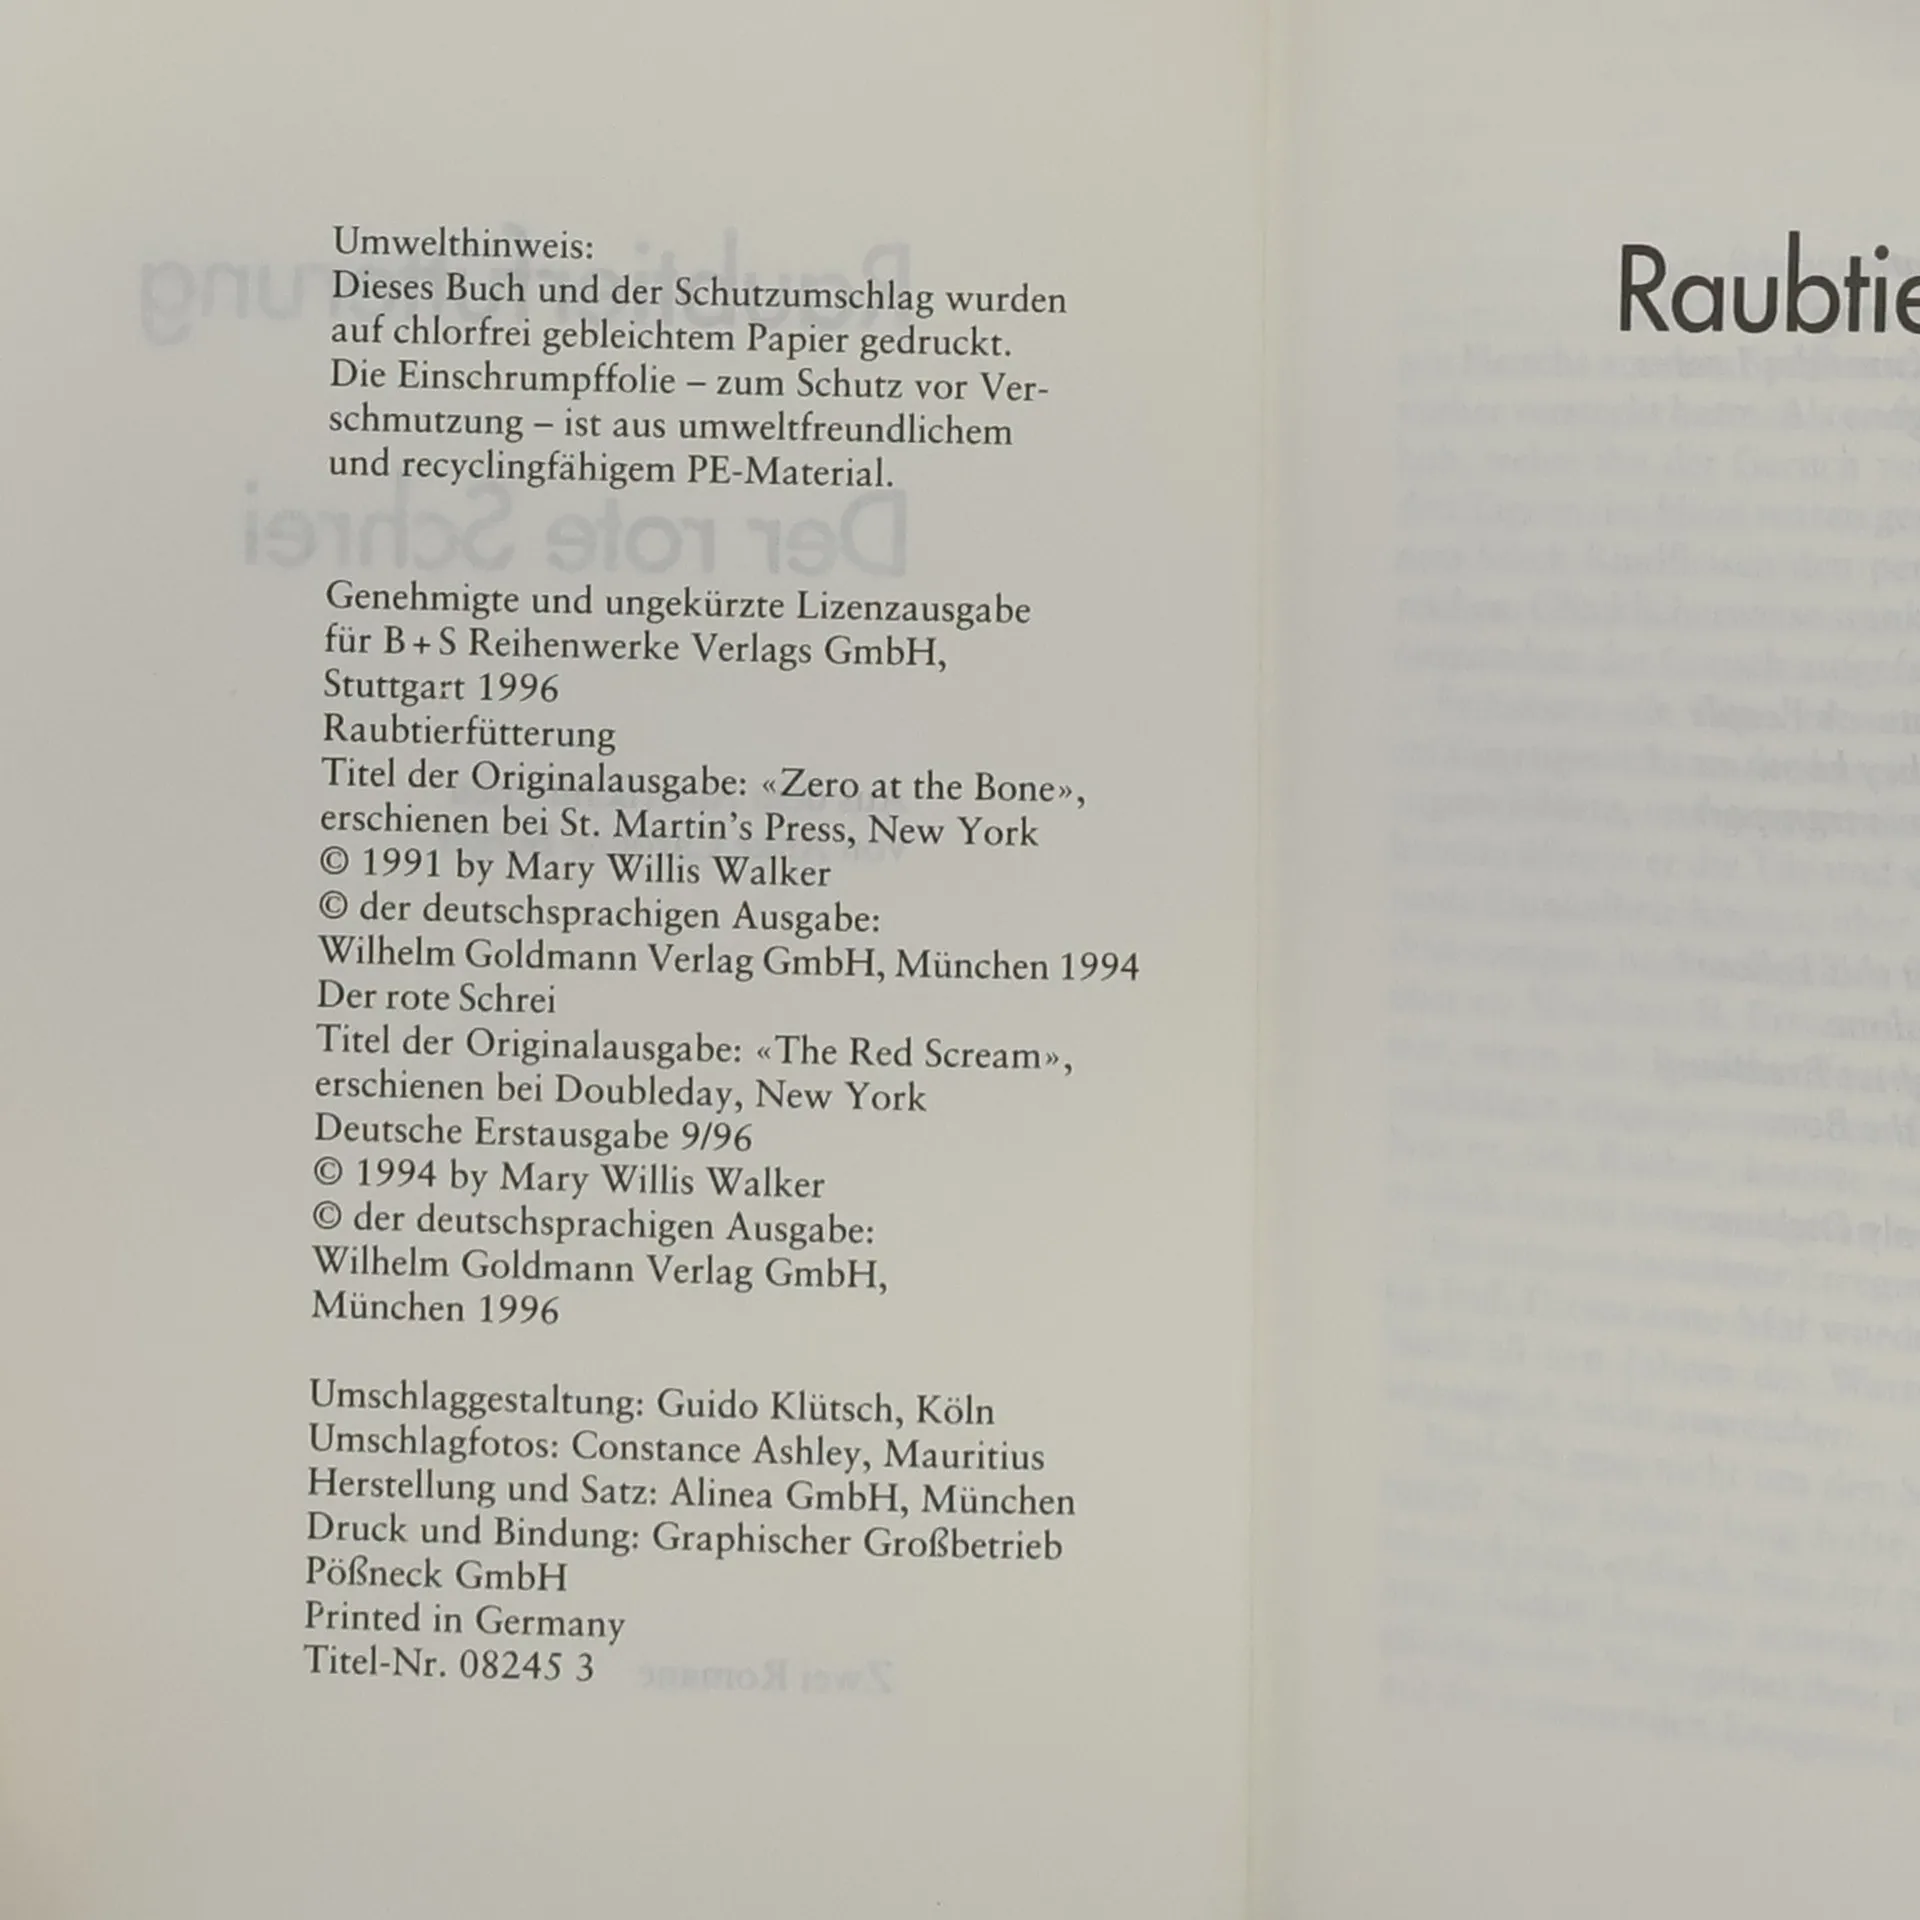 Umwelthinweis:
Dieses Buch und der Schutzumschlag wurden
auf chlorfrei gebleichtem Papier gedruckt.
Die Einschrumpffolie – zum Schutz vor Ver-
schmutzung – ist aus umweltfreundlichem
und recyclingfähigem PE-Material.
Genehmigte und ungekürzte Lizenzausgabe
für B + S Reihenwerke Verlags GmbH,
Stuttgart 1996
Raubtierfütterung
Titel der Originalausgabe: «Zero at the Bone»,
erschienen bei St. Martin's Press, New York
© 1991 by Mary Willis Walker
© der deutschsprachigen Ausgabe:
Wilhelm Goldmann Verlag GmbH, München 1994
Der rote Schrei
Titel der Originalausgabe: «The Red Scream»,
erschienen bei Doubleday, New York
Deutsche Erstausgabe 9/96
© 1994 by Mary Willis Walker
© der deutschsprachigen Ausgabe:
Wilhelm Goldmann Verlag GmbH,
München 1996
Umschlaggestaltung: Guido Klütsch, Köln
Umschlagfotos: Constance Ashley, Mauritius
Herstellung und Satz: Alinea GmbH, München
Druck und Bindung: Graphischer Großbetrieb
Pößneck GmbH
Printed in Germany
Titel-Nr. 08245 3
Raubtie